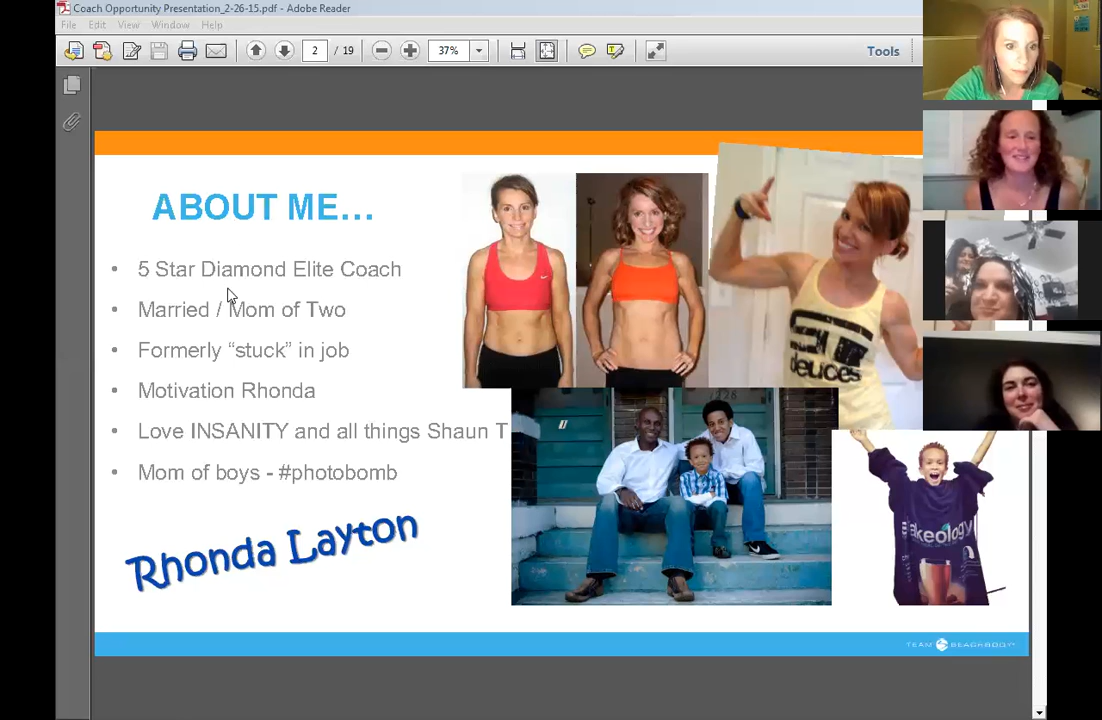 Coach Opportunity Presentation_2-26-15.pdf - Adobe Reader
File Edit View Window Help
2 / 19 37% Tools
ABOUT ME…
• 5 Star Diamond Elite Coach
• Married / Mom of Two
• Formerly “stuck” in job
• Motivation Rhonda
• Love INSANITY and all things Shaun T
• Mom of boys - #photobomb
Rhonda Layton
deuces
akeology
TEAM BEACHBODY